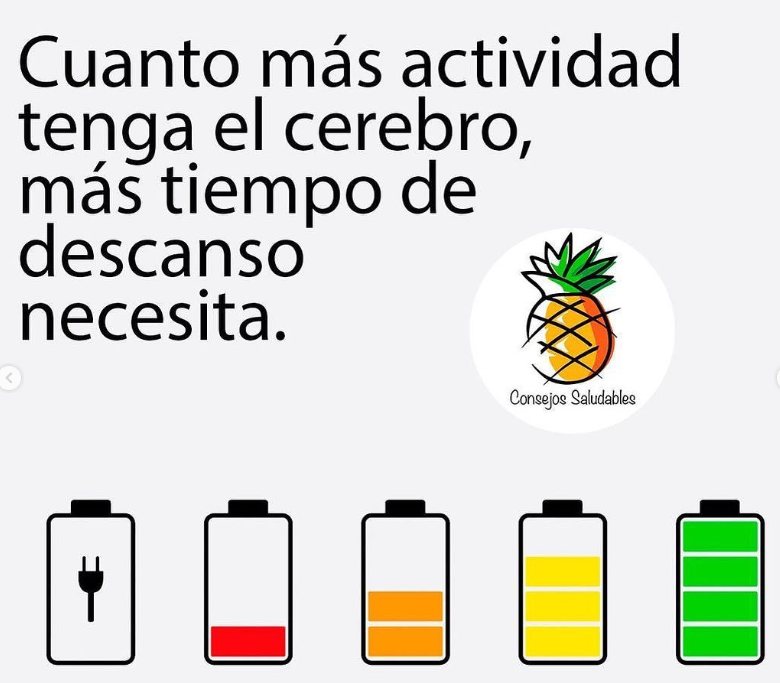 Cuanto más actividad
tenga el cerebro,
más tiempo de
descanso
necesita.
Consejos Saludables